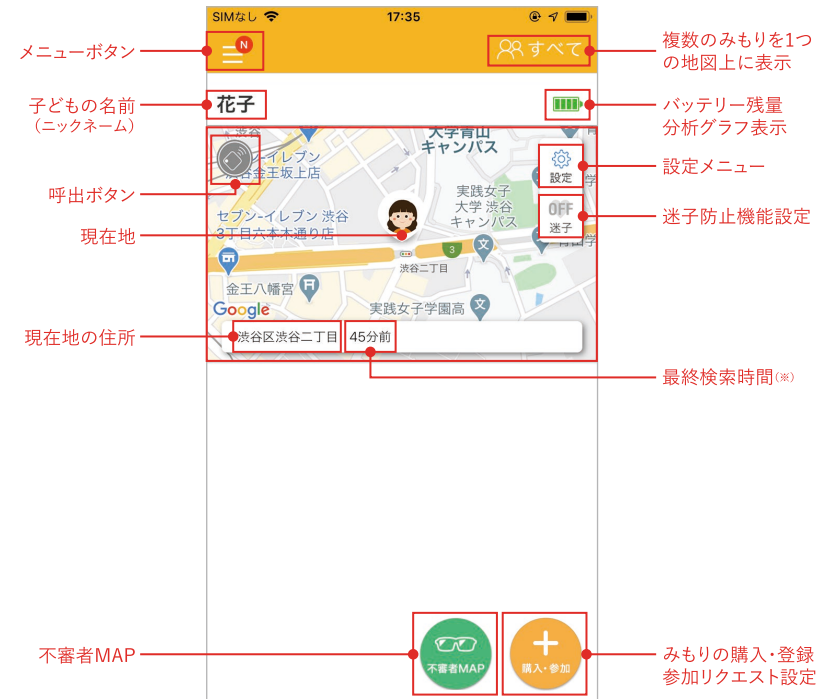 SIMなし
17:35
メニューボタン
N
すべて
複数のみもりを1つ
の地図上に表示
子どもの名前
（ニックネーム）
花子
バッテリー残量
分析グラフ表示
渋谷
大学青山
キャンパス
-イレブン
金王坂上店
設定
設定メニュー
呼出ボタン
実践女子
大学 渋谷
キャンパス
OFF
迷子
迷子防止機能設定
セブン-イレブン 渋谷
3丁目六本木通り店
現在地
3
文
渋谷二丁目
金王八幡宮
Google
実践女子学園高
文
現在地の住所
渋谷区渋谷二丁目
45分前
最終検索時間(※)
不審者MAP
不審者MAP
購入・参加
みもりの購入・登録
参加リクエスト設定